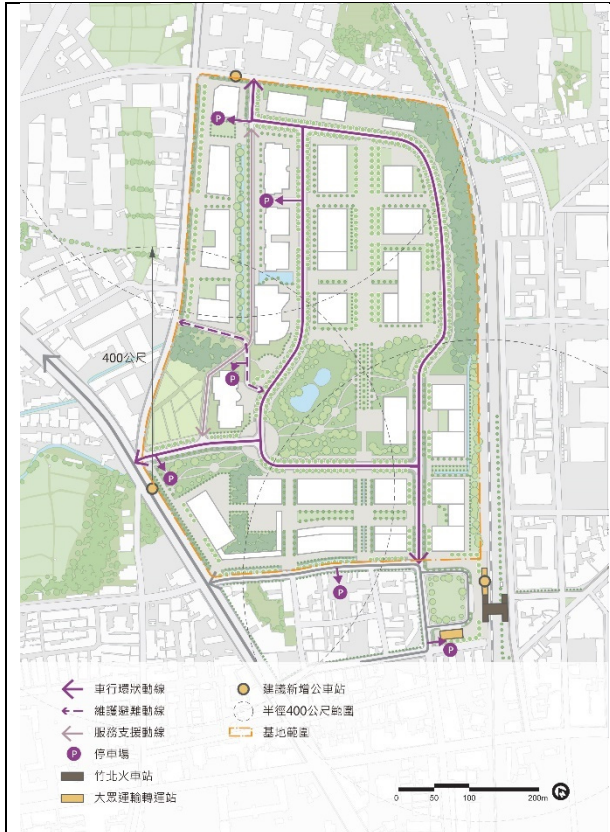 P
P
400公尺
P
P
P
P
車行環狀動線
維護避難動線
服務支援動線
P 停車場
竹北火車站
大眾運輸轉運站
建議新增公車站
半徑400公尺範圍
基地範圍
0 50 100 200m